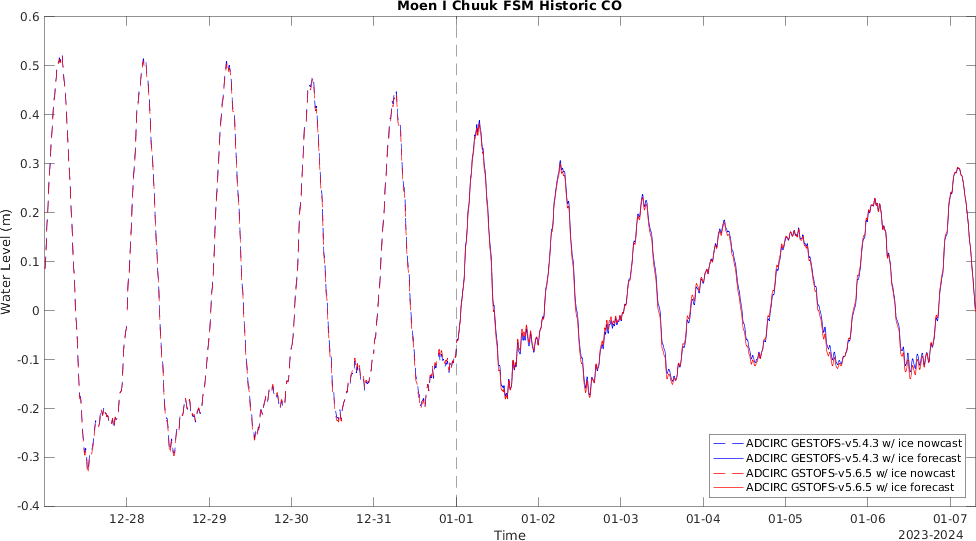 Moen I Chuuk FSM Historic CO
0.6
0.5
0.4
0.3
0.2
0.1
0
-0.1
-0.2
-0.3
-0.4
Water Level (m)
ADCIRC GESTOFS-v5.4.3 w/ ice nowcast
ADCIRC GESTOFS-v5.4.3 w/ ice forecast
ADCIRC GSTOFS-v5.6.5 w/ ice nowcast
ADCIRC GSTOFS-v5.6.5 w/ ice forecast
12-28 12-29 12-30 12-31 01-01 01-02 01-03 01-04 01-05 01-06 01-07
Time
2023-2024